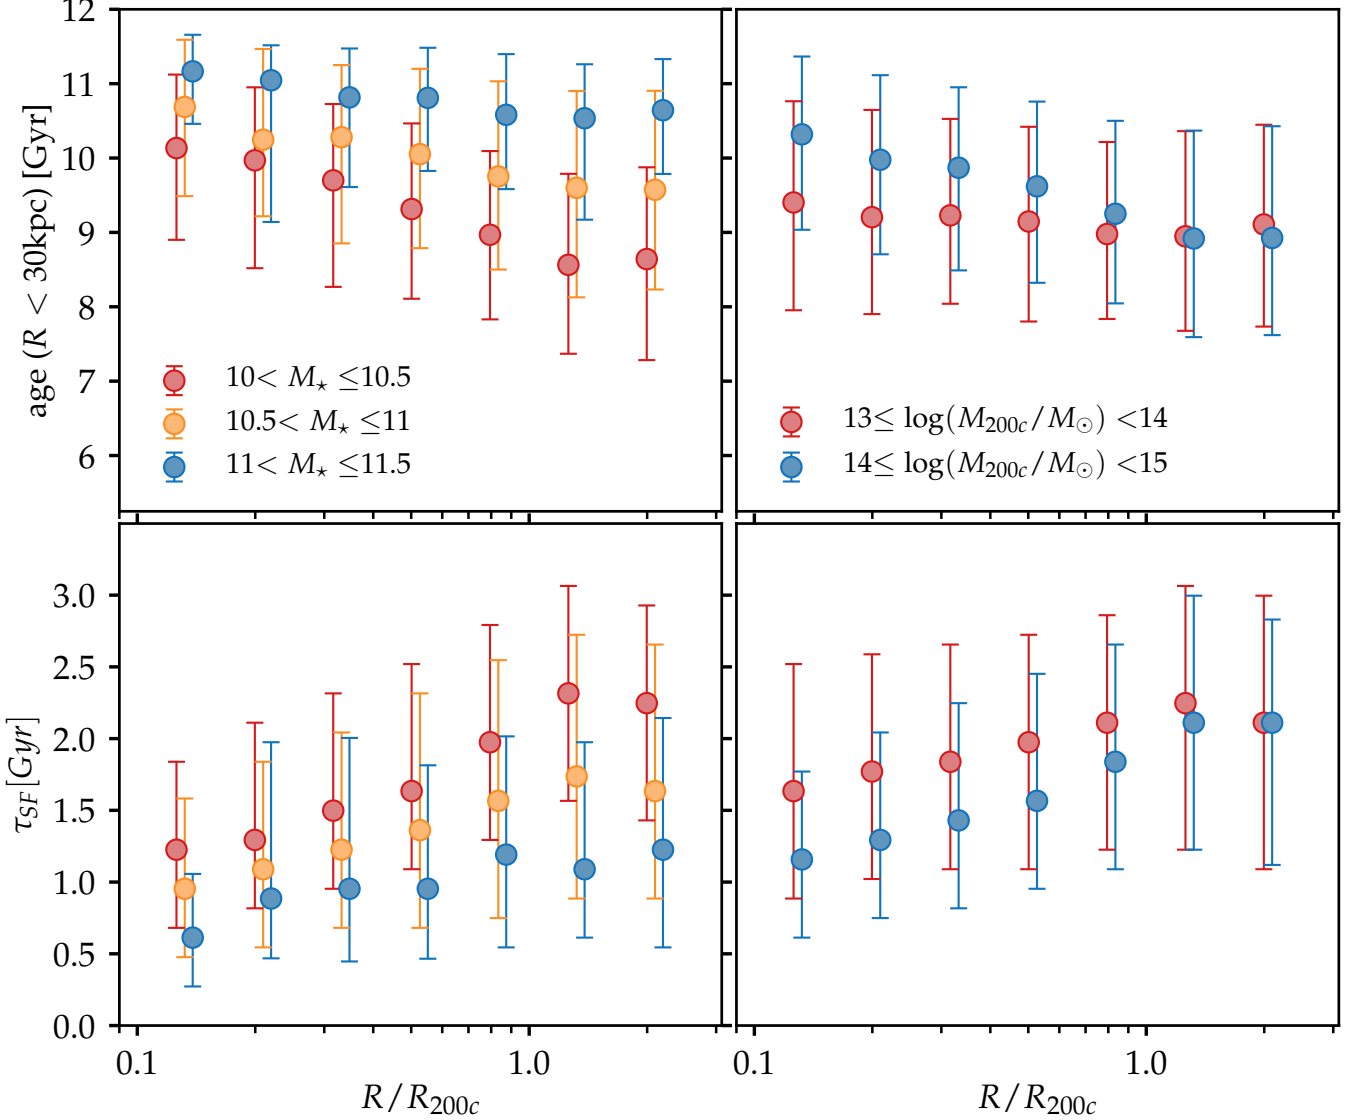 12
11
10
9
8
7
6
age (R < 30kpc) [Gyr]
10< M⋆ ≤10.5
10.5< M⋆ ≤11
11< M⋆ ≤11.5
13≤ log(M200c/M⊙) <14
14≤ log(M200c/M⊙) <15
3.0
2.5
2.0
1.5
1.0
0.5
0.0
τSF[Gyr]
0.1 1.0
R/R200c
0.1 1.0
R/R200c